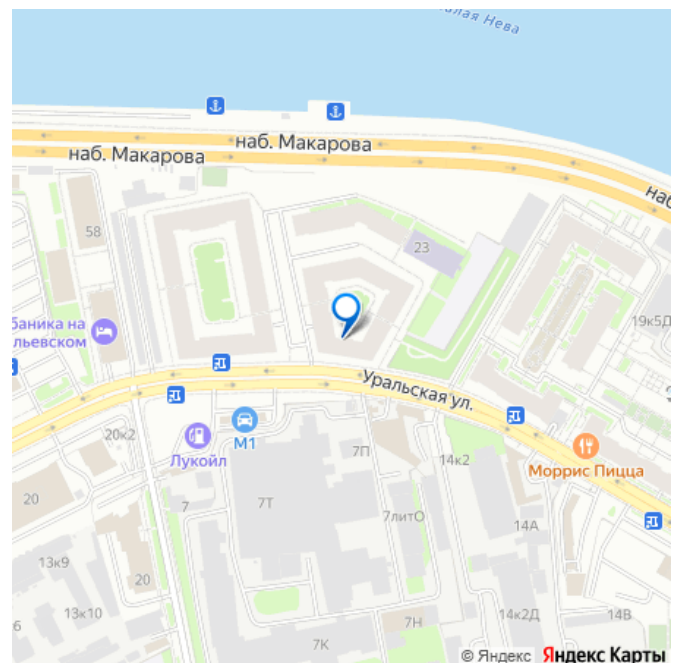 алая Нева
наб. Макарова
наб. Макарова
наб
58
23
19к5Д
баника на
льевском
Уральская ул.
20к2
Лукойл
М1
7П
14к2
Моррис Пицца
20
7
7Т
7литО
14А
13к9
20
13к10
6
14к2Д
14В
7Н
7К
© Яндекс Яндекс Карты